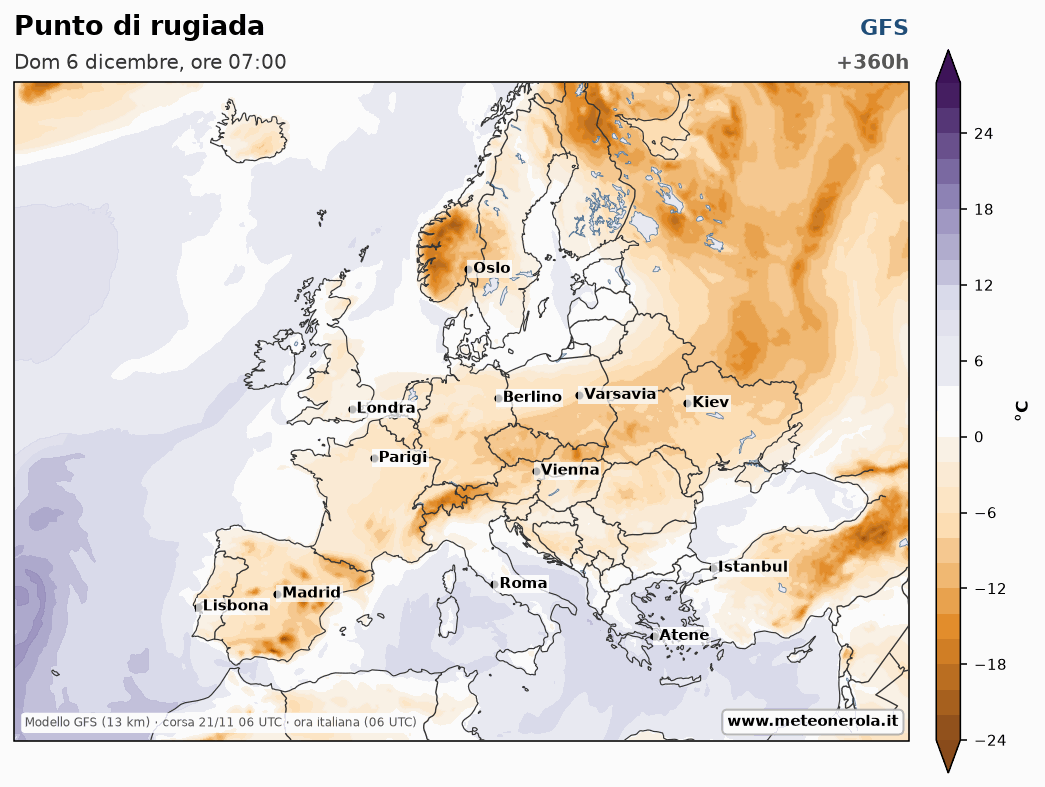 Punto di rugiada
GFS
Dom 6 dicembre, ore 07:00
+360h
24
18
12
6
0
−6
−12
−18
−24
°C
Oslo
Berlino
Varsavia
Kiev
Londra
Parigi
Vienna
Istanbul
Roma
Madrid
Lisbona
Atene
Modello GFS (13 km) · corsa 21/11 06 UTC · ora italiana (06 UTC)
www.meteonerola.it